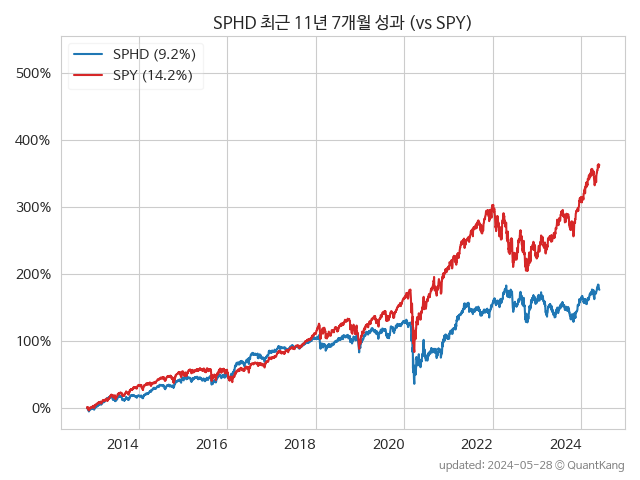 SPHD 최근 11년 7개월 성과 (vs SPY)
SPHD (9.2%)
SPY (14.2%)
500%
400%
300%
200%
100%
0%
2014 2016 2018 2020 2022 2024
updated: 2024-05-28 © QuantKang